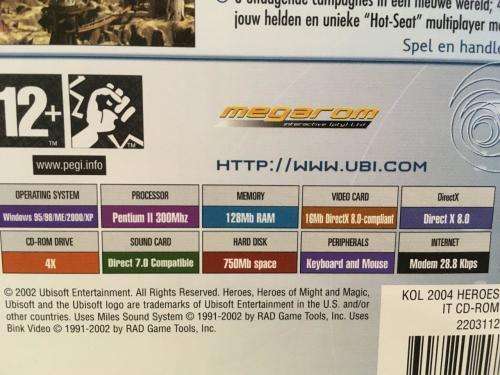 jouw helden en unieke "Hot-Seat" multiplayer
Spel en
12+
TM
TM
www.pegi.info
megarom
interactive (pty) Ltd
HTTP://WWW.UBI.COM
OPERATING SYSTEM PROCESSOR MEMORY VIDEO CARD DirectX
Windows 95/98/ME/2000/XP Pentium II 300Mhz 128Mb RAM 16Mb DirectX 8.0-compliant Direct X 8.0
CD-ROM DRIVE SOUND CARD HARD DISK PERIPHERALS INTERNET
4X Direct 7.0 Compatible 750Mb space Keyboard and Mouse Modem 28.8 Kbps
© 2002 Ubisoft Entertainment. All Rights Reserved. Heroes, Heroes of Might and Magic,
Ubisoft and the Ubisoft logo are trademarks of Ubisoft Entertainment in the U.S. and/or
other countries. Uses Miles Sound System © 1991-2002 by RAD Game Tools, Inc. Uses
Bink Video © 1991-2002 by RAD Game Tools, Inc.
KOL 2004 HEROES
IT CD-ROM
2203112